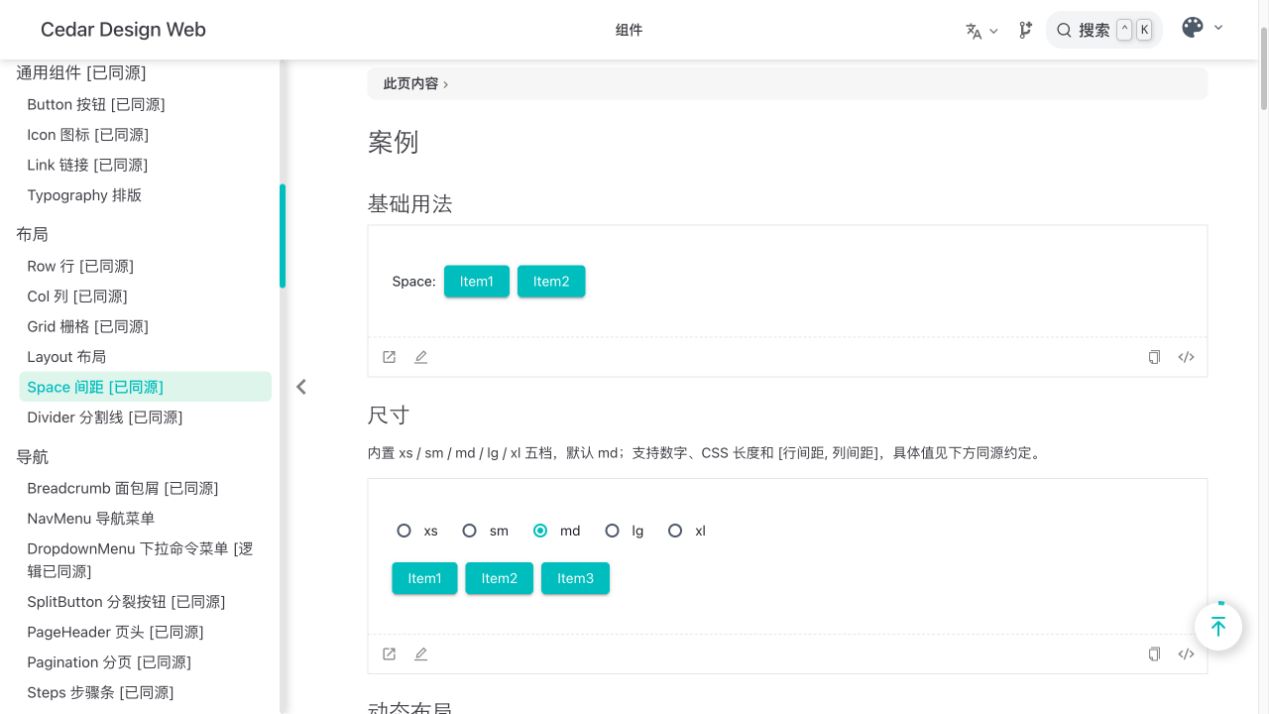 Cedar Design Web
组件
搜索 ^ K
通用组件 [已同源]
Button 按钮 [已同源]
Icon 图标 [已同源]
Link 链接 [已同源]
Typography 排版
布局
Row 行 [已同源]
Col 列 [已同源]
Grid 栅格 [已同源]
Layout 布局
Space 间距 [已同源]
Divider 分割线 [已同源]
导航
Breadcrumb 面包屑 [已同源]
NavMenu 导航菜单
DropdownMenu 下拉命令菜单 [逻
辑已同源]
SplitButton 分裂按钮 [已同源]
PageHeader 页头 [已同源]
Pagination 分页 [已同源]
Steps 步骤条 [已同源]
此页内容 ›
案例
基础用法
Space: Item1 Item2
尺寸
内置 xs / sm / md / lg / xl 五档，默认 md；支持数字、CSS 长度和 [行间距, 列间距]，具体值见下方同源约定。
xs sm md lg xl
Item1 Item2 Item3
动态布局